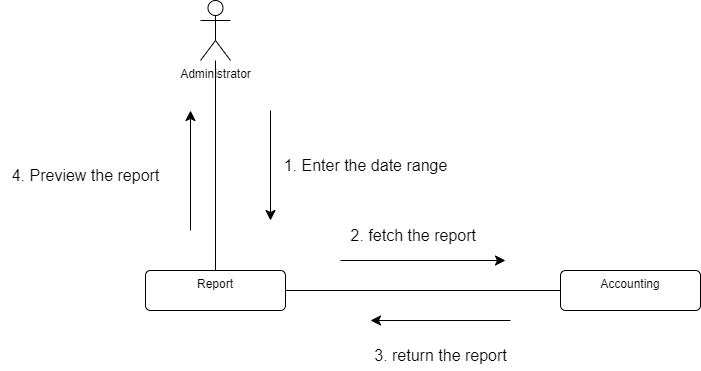 Administrator
1. Enter the date range
4. Preview the report
2. fetch the report
Report
Accounting
3. return the report